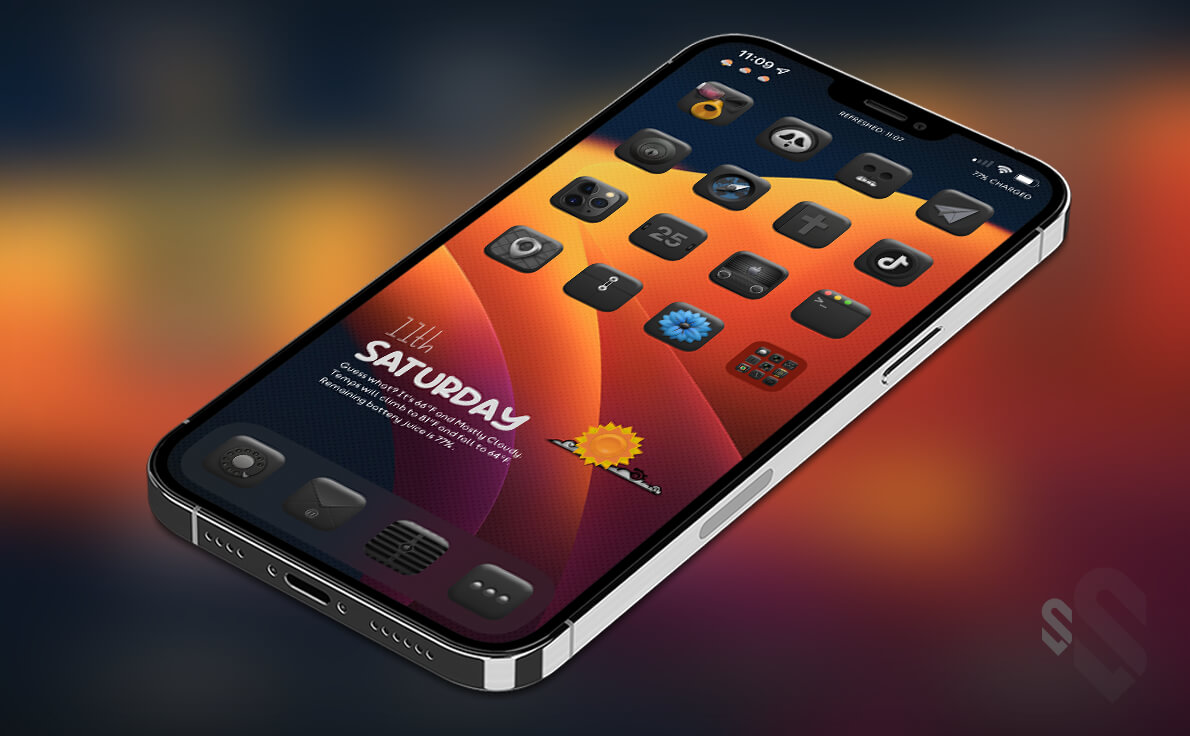 11:09
REFRESHED: 11:07
77% CHARGED
25
>_
11th
SATURDAY
Guess what? It's 66°F and Mostly Cloudy.
Temps will climb to 81°F and fall to 64°F.
Remaining battery juice is 77%.
@